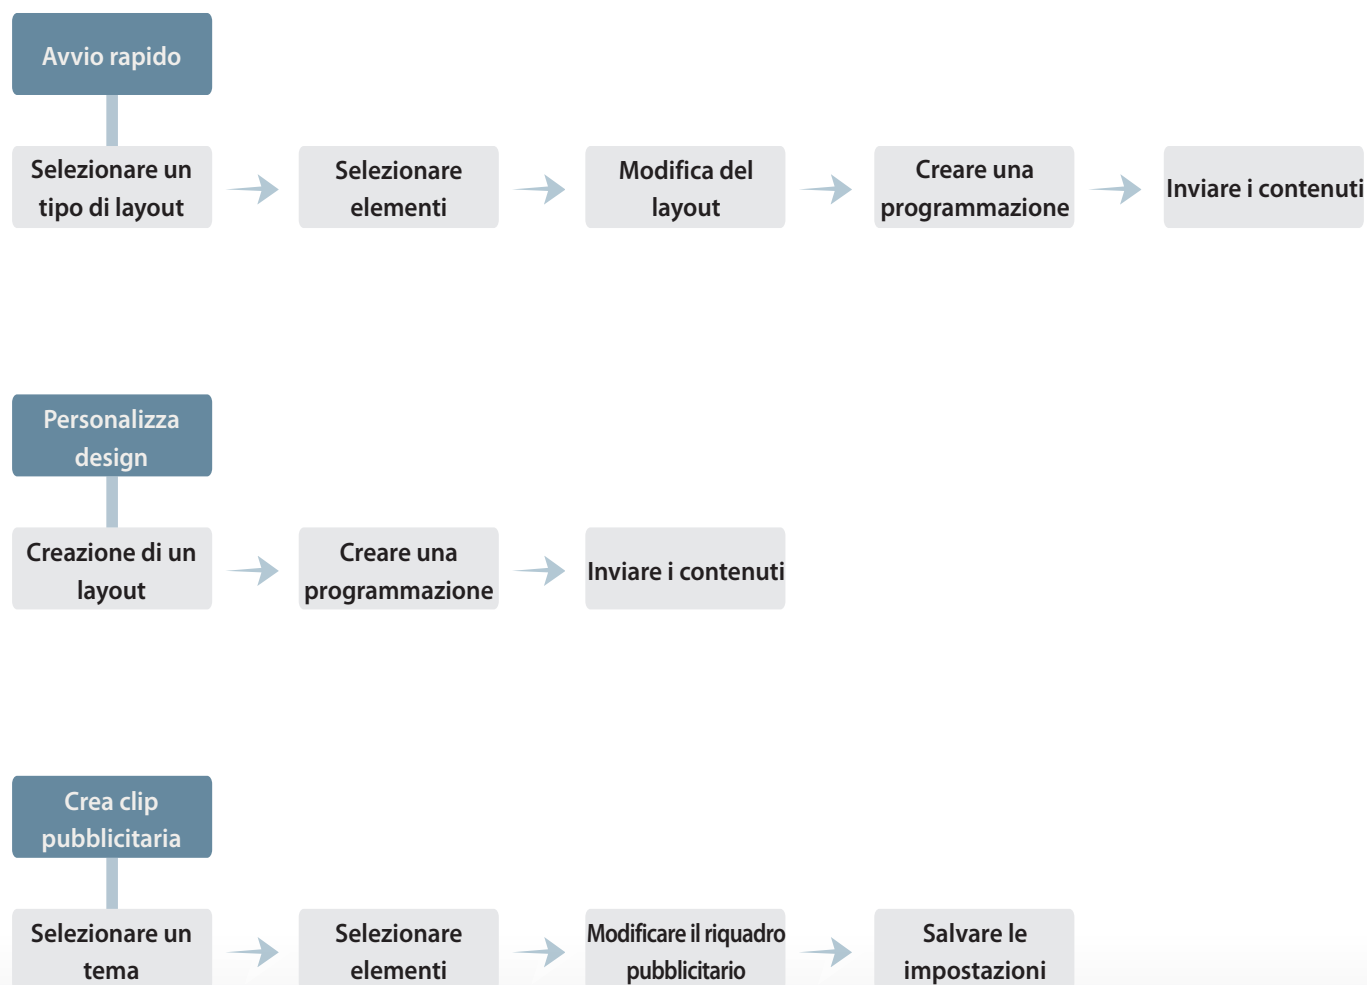 Avvio rapido
Selezionare un
tipo di layout
Selezionare
elementi
Modifica del
layout
Creare una
programmazione
Inviare i contenuti
Personalizza
design
Creazione di un
layout
Creare una
programmazione
Inviare i contenuti
Crea clip
pubblicitaria
Selezionare un
tema
Selezionare
elementi
Modificare il riquadro
pubblicitario
Salvare le
impostazioni